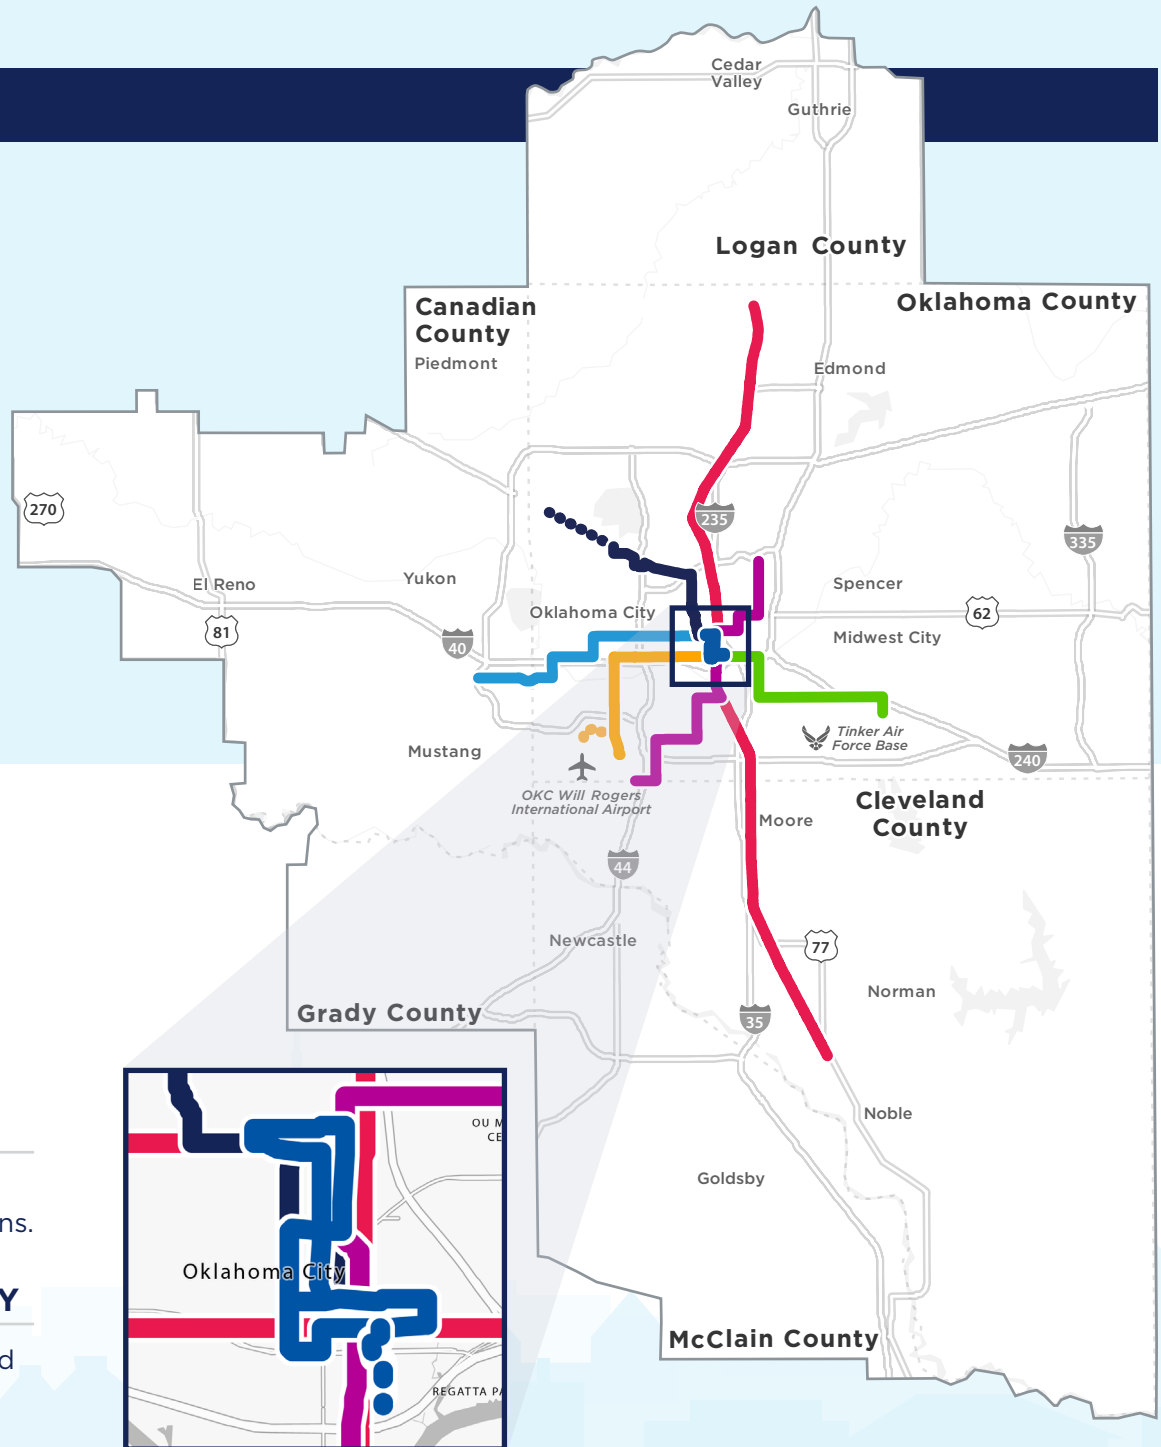 Cedar
Valley
Guthrie
Logan County
Canadian
County
Oklahoma County
Piedmont
Edmond
270
235
335
El Reno
Yukon
Spencer
Oklahoma City
62
81
40
Midwest City
Tinker Air
Force Base
Mustang
240
OKC Will Rogers
International Airport
Cleveland
County
Moore
44
Newcastle
77
Norman
Grady County
35
Noble
OU M
CE
Goldsby
ns.
Oklahoma City
Y
McClain County
d
REGATTA PA